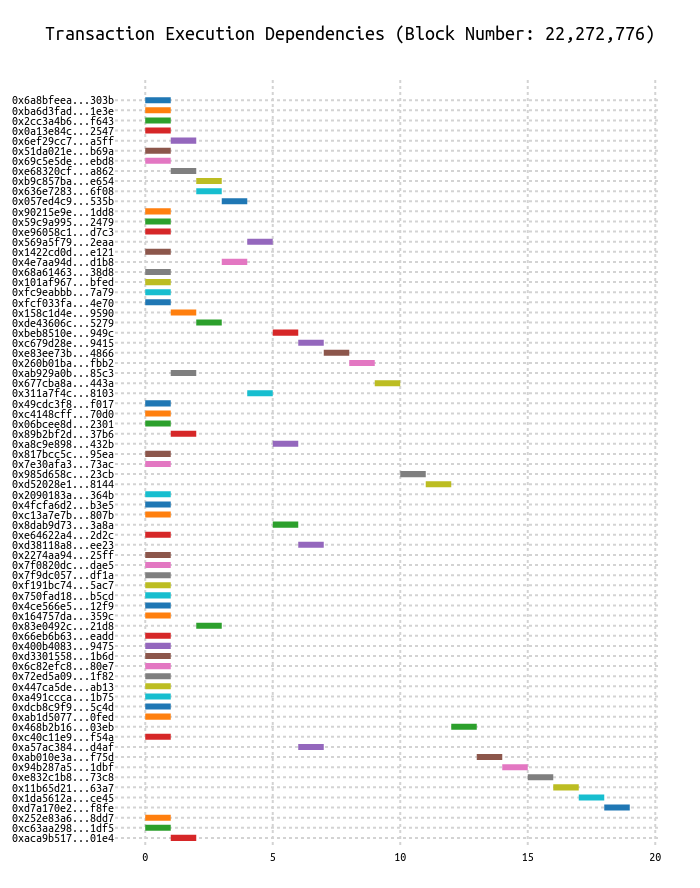 Transaction Execution Dependencies (Block Number: 22,272,776)
0x6a8bfeea...303b
0xba6d3fad...1e3e
0x2cc3a4b6...f643
0x0a13e84c...2547
0x6ef29cc7...a5ff
0x51da021e...b69a
0x69c5e5de...ebd8
0xe68320cf...a862
0xb9c857ba...e654
0x636e7283...6f08
0x057ed4c9...535b
0x90215e9e...1dd8
0x59c9a995...2479
0xe96058c1...d7c3
0x569a5f79...2eaa
0x1422cd0d...e121
0x4e7aa94d...d1b8
0x68a61463...38d8
0x101af967...bfed
0xfc9eabbb...7a79
0xfcf033fa...4e70
0x158c1d4e...9590
0xde43606c...5279
0xbeb8510e...949c
0xc679d28e...9415
0xe83ee73b...4866
0x260b01ba...fbb2
0xab929a0b...85c3
0x677cba8a...443a
0x311a7f4c...8103
0x49cdc3f8...f017
0xc4148cff...70d0
0x06bcee8d...2301
0x89b2bf2d...37b6
0xa8c9e898...432b
0x817bcc5c...95ea
0x7e30afa3...73ac
0x985d658c...23cb
0xd52028e1...8144
0x2090183a...364b
0x4fcfa6d2...b3e5
0xc13a7e7b...807b
0x8dab9d73...3a8a
0xe64622a4...2d2c
0xd38118a8...ee23
0x2274aa94...25ff
0x7f0820dc...dae5
0x7f9dc057...df1a
0xf191bc74...5ac7
0x750fad18...b5cd
0x4ce566e5...12f9
0x164757da...359c
0x83e0492c...21d8
0x66eb6b63...eadd
0x400b4083...9475
0xd3301558...1b6d
0x6c82efc8...80e7
0x72ed5a09...1f82
0x447ca5de...ab13
0xa491ccca...1b75
0xdcb8c9f9...5c4d
0xab1d5077...0fed
0x468b2b16...03eb
0xc40c11e9...f54a
0xa57ac384...d4af
0xab010e3a...f75d
0x94b287a5...1dbf
0xe832c1b8...73c8
0x11b65d21...63a7
0x1da5612a...ce45
0xd7a170e2...f8fe
0x252e83a6...8dd7
0xc63aa298...1df5
0xaca9b517...01e4
0 5 10 15 20